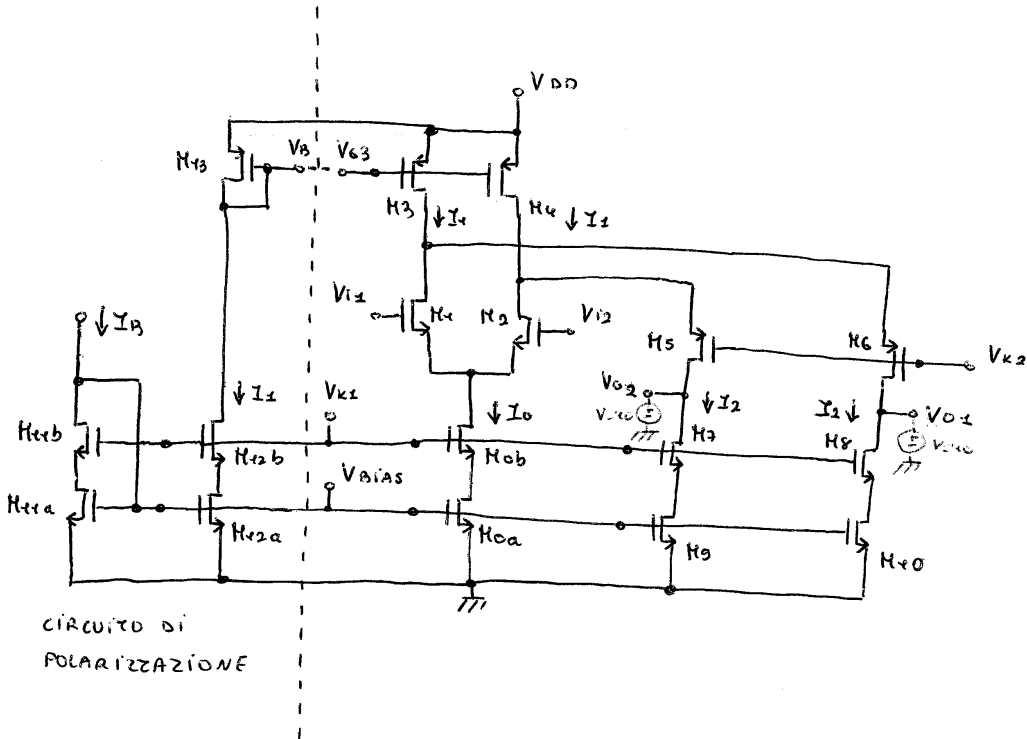 VDD
M13
VB
VG3
M3
M4
↓ I1
↓ I1
Vi1
M1
M2
Vi2
↓ IB
M5
M6
VK2
VO2
↓ I2
I2 ↓
VO1
↓ I1
VK1
↓ I0
M7
M8
M11b
M12b
M0b
VBIAS
M11a
M12a
M0a
M9
M10
CIRCUITO DI
POLARIZZAZIONE